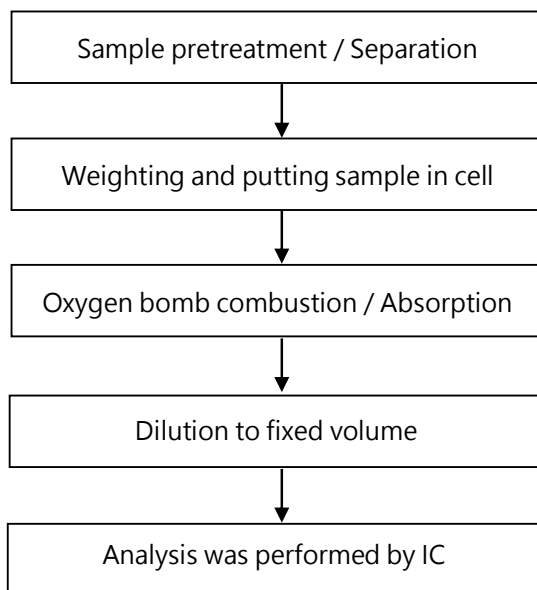 Sample pretreatment / Separation
Weighting and putting sample in cell
Oxygen bomb combustion / Absorption
Dilution to fixed volume
Analysis was performed by IC